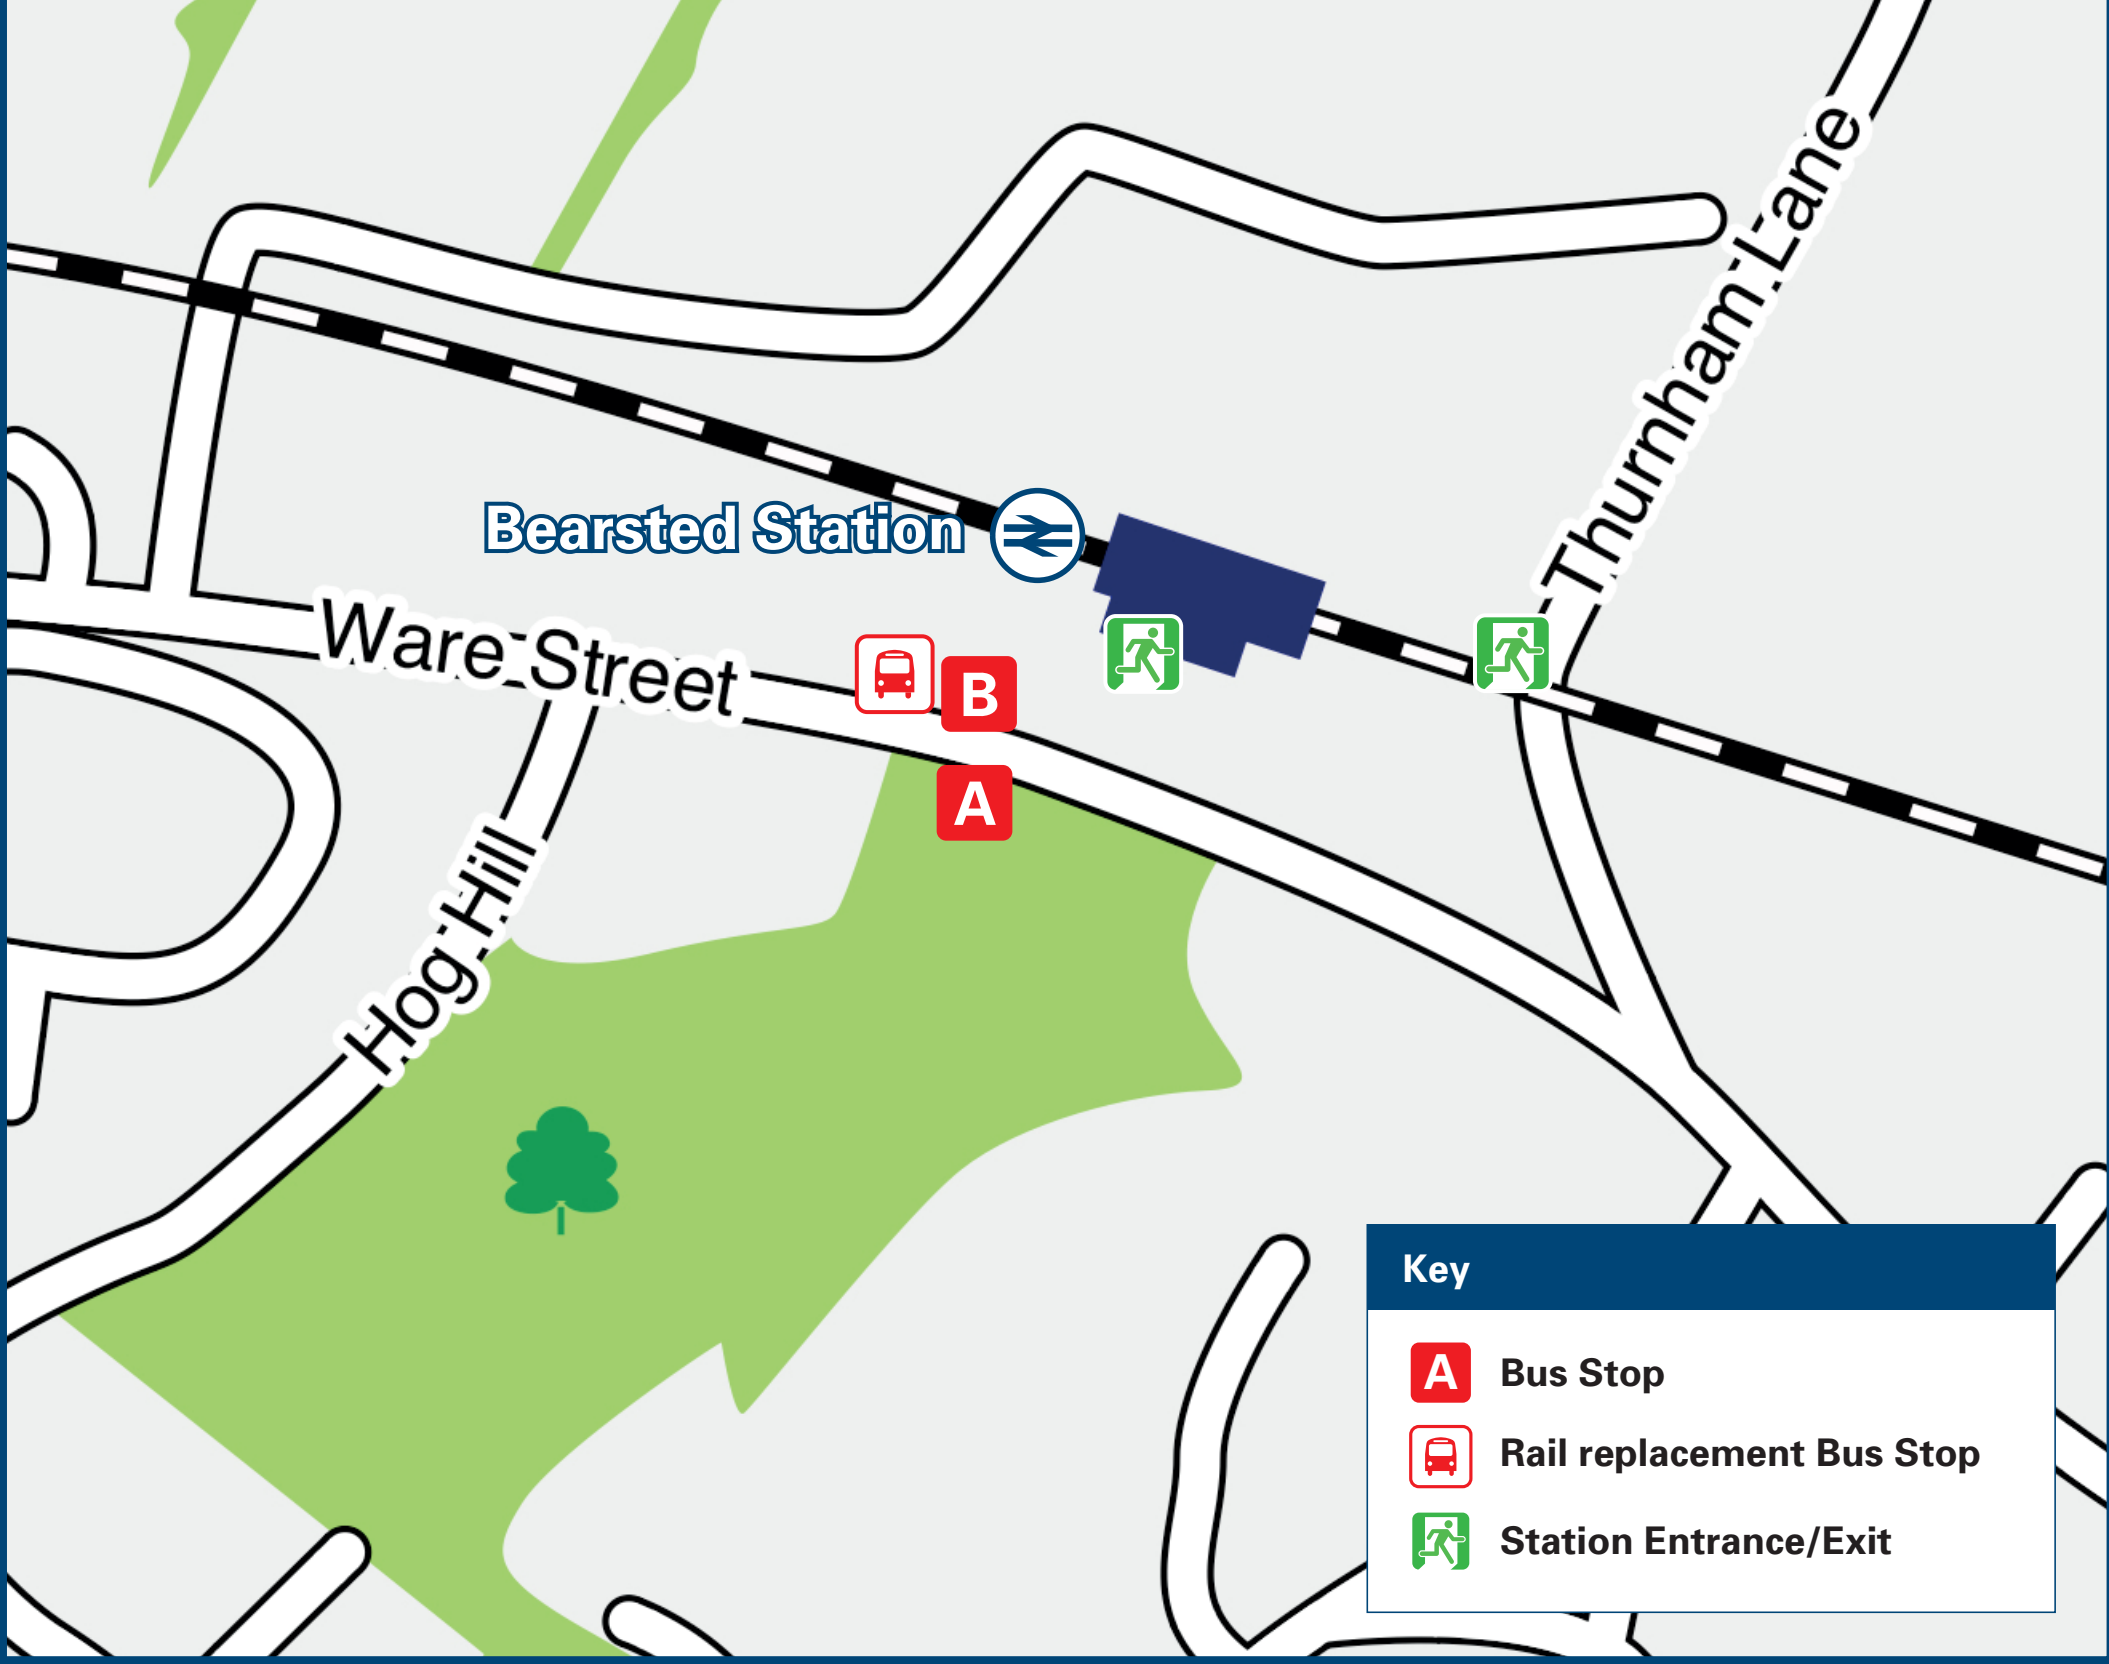 Thurnham Lane
Bearsted Station
Ware Street
B
A
Hog Hill
Key
A Bus Stop
Rail replacement Bus Stop
Station Entrance/Exit